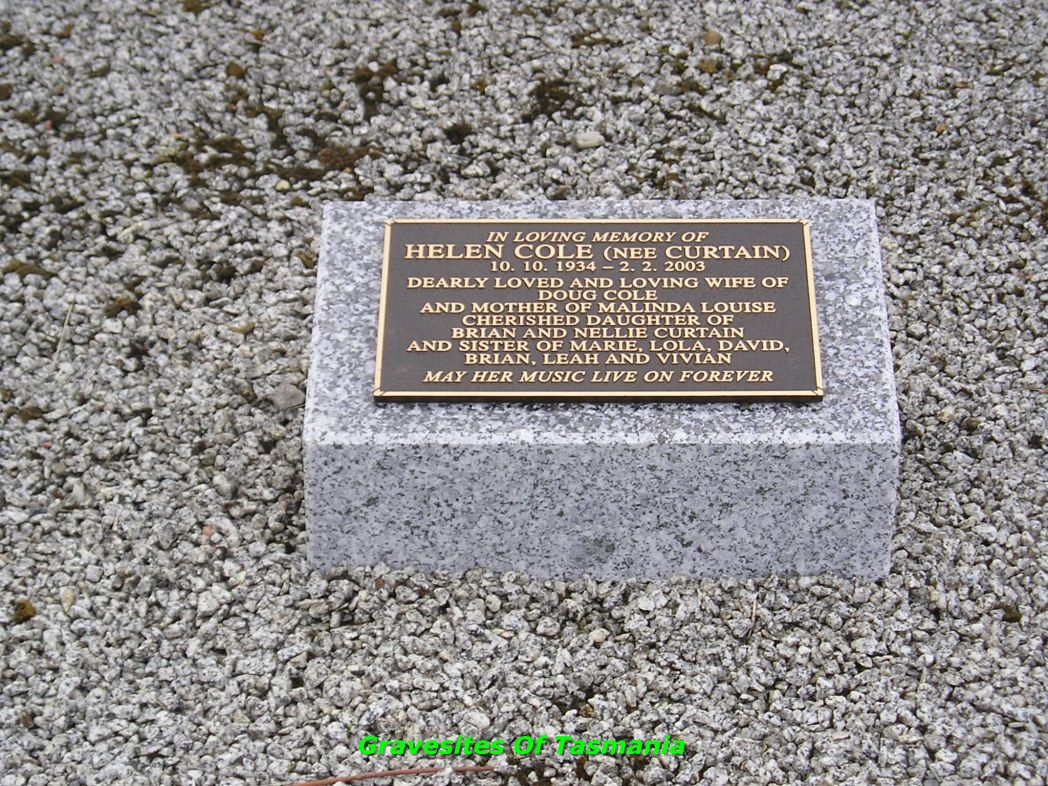 IN LOVING MEMORY OF
HELEN COLE (NEE CURTAIN)
10. 10. 1934 – 2. 2. 2003
DEARLY LOVED AND LOVING WIFE OF
DOUG COLE
AND MOTHER OF MALINDA LOUISE
CHERISHED DAUGHTER OF
BRIAN AND NELLIE CURTAIN
AND SISTER OF MARIE, LOLA, DAVID,
BRIAN, LEAH AND VIVIAN
MAY HER MUSIC LIVE ON FOREVER
Gravesites Of Tasmania